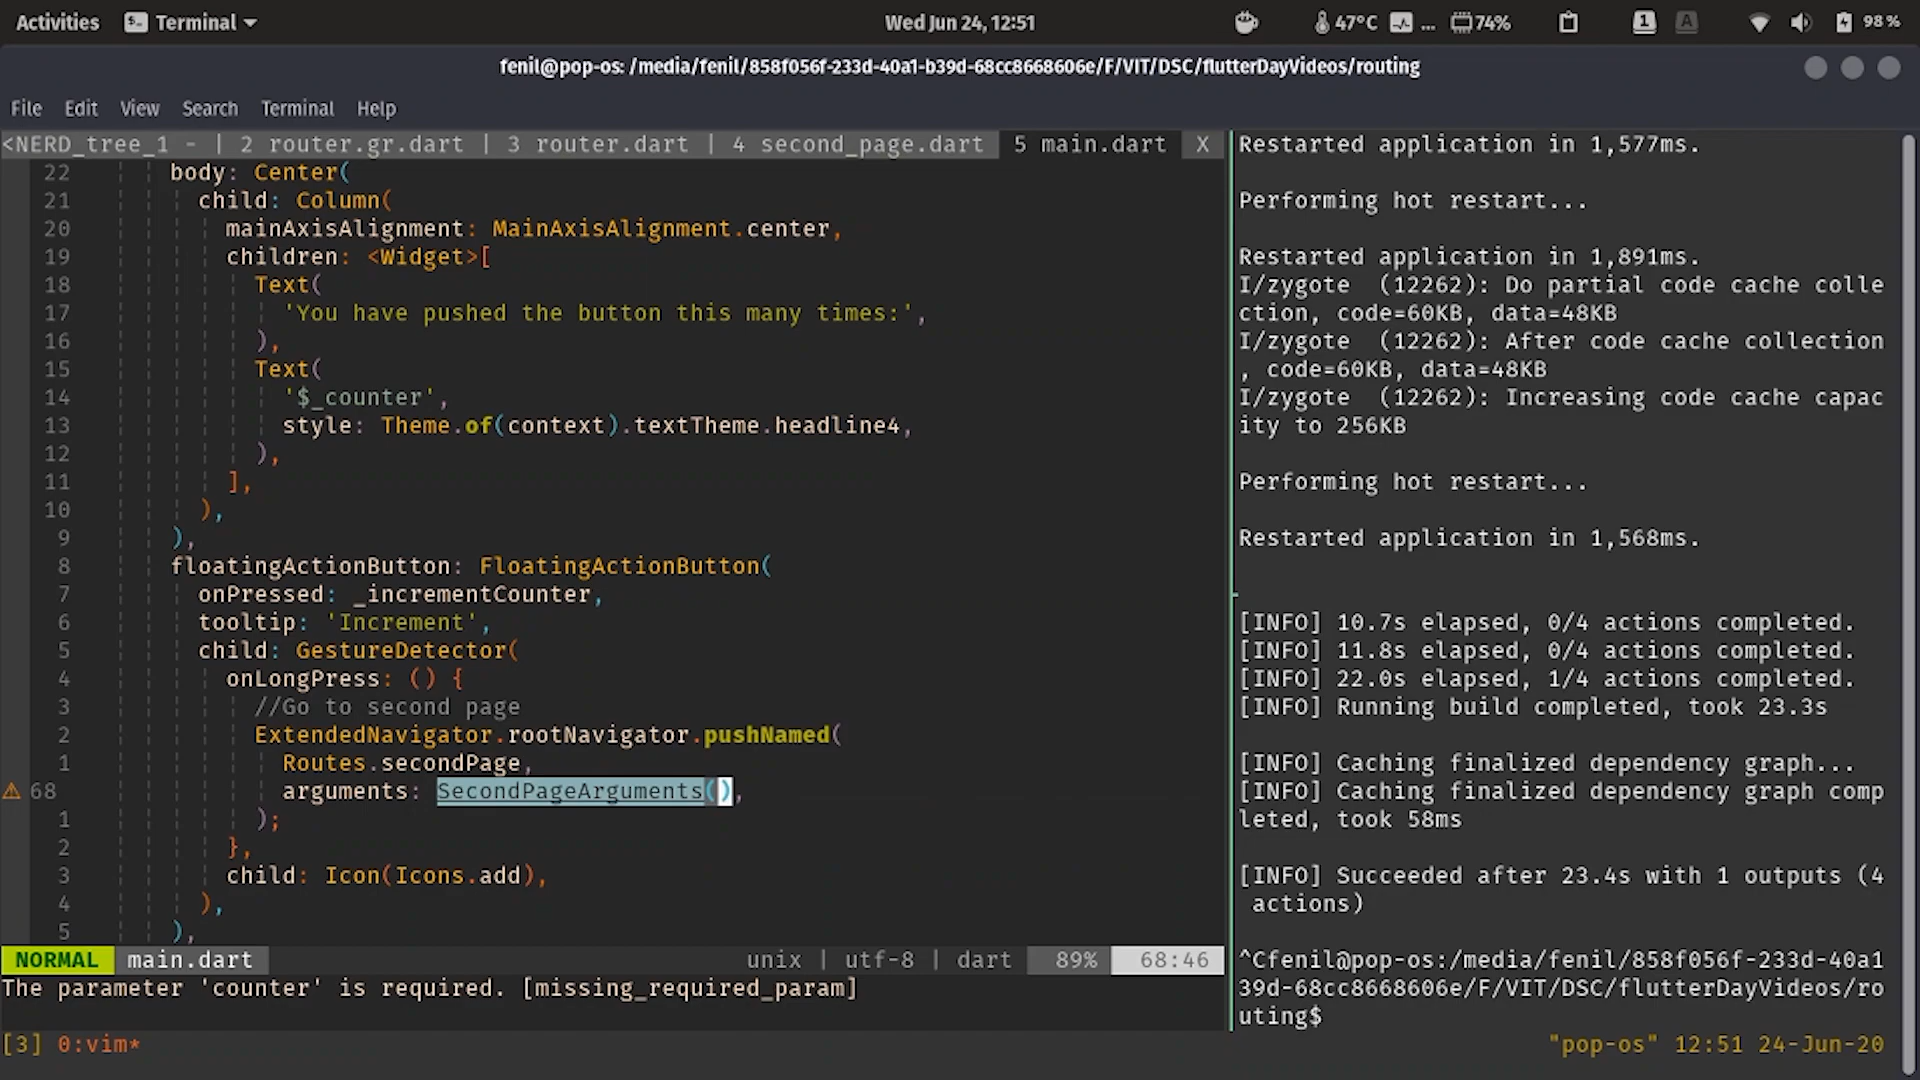 Activities Terminal Wed Jun 24, 12:51 47°C ... 74% 1 A 98 %
fenil@pop-os: /media/fenil/858f056f-233d-40a1-b39d-68cc8668606e/F/VIT/DSC/flutterDayVideos/routing
File Edit View Search Terminal Help
<NERD_tree_1 - | 2 router.gr.dart | 3 router.dart | 4 second_page.dart 5 main.dart X
22 body: Center(
21 child: Column(
20 mainAxisAlignment: MainAxisAlignment.center,
19 children: <Widget>[
18 Text(
17 'You have pushed the button this many times:',
16 ),
15 Text(
14 '$_counter',
13 style: Theme.of(context).textTheme.headline4,
12 ),
11 ],
10 ),
9 ),
8 floatingActionButton: FloatingActionButton(
7 onPressed: _incrementCounter,
6 tooltip: 'Increment',
5 child: GestureDetector(
4 onLongPress: () {
3 //Go to second page
2 ExtendedNavigator.rootNavigator.pushNamed(
1 Routes.secondPage,
68 arguments: SecondPageArguments(),
1 );
2 },
3 child: Icon(Icons.add),
4 ),
5 ),
NORMAL main.dart unix | utf-8 | dart 89% 68:46
The parameter 'counter' is required. [missing_required_param]
Restarted application in 1,577ms.
Performing hot restart...
Restarted application in 1,891ms.
I/zygote (12262): Do partial code cache colle
ction, code=60KB, data=48KB
I/zygote (12262): After code cache collection
, code=60KB, data=48KB
I/zygote (12262): Increasing code cache capac
ity to 256KB
Performing hot restart...
Restarted application in 1,568ms.
[INFO] 10.7s elapsed, 0/4 actions completed.
[INFO] 11.8s elapsed, 0/4 actions completed.
[INFO] 22.0s elapsed, 1/4 actions completed.
[INFO] Running build completed, took 23.3s
[INFO] Caching finalized dependency graph...
[INFO] Caching finalized dependency graph comp
leted, took 58ms
[INFO] Succeeded after 23.4s with 1 outputs (4
actions)
^Cfenil@pop-os:/media/fenil/858f056f-233d-40a1
39d-68cc8668606e/F/VIT/DSC/flutterDayVideos/ro
uting$
[3] 0:vim* "pop-os" 12:51 24-Jun-20